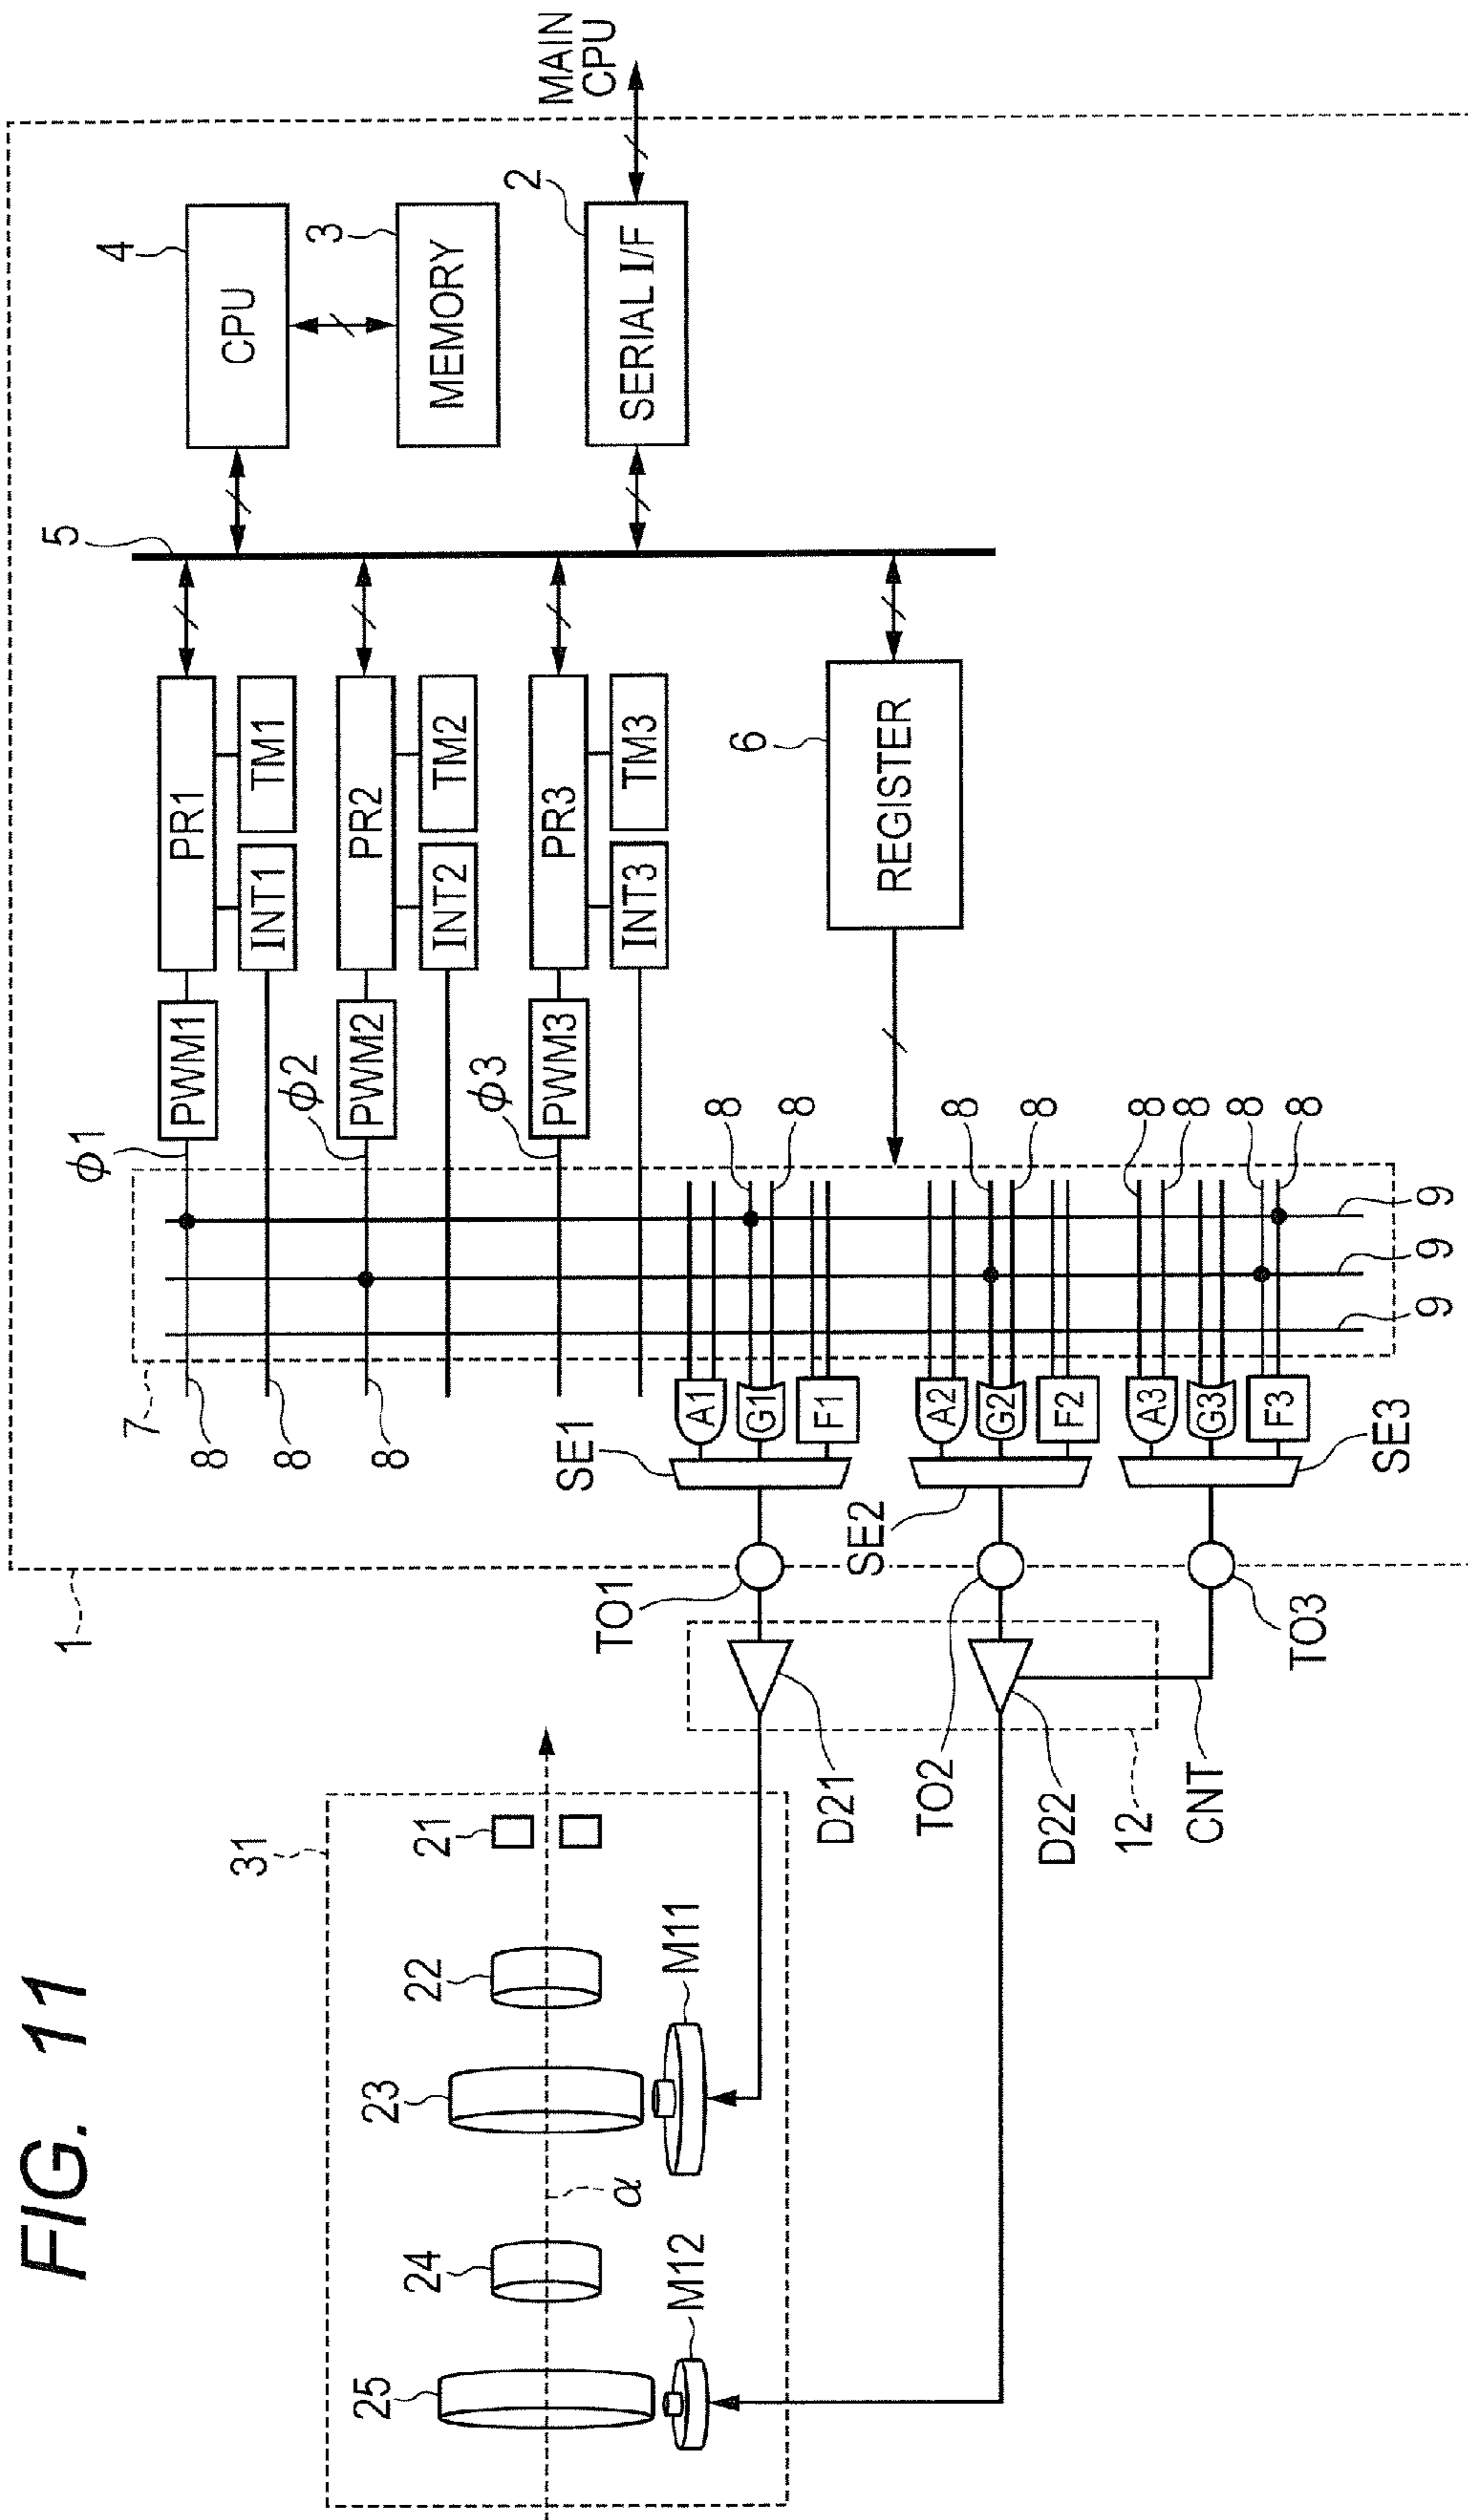 FIG. 11
31
25
24
23
22
21
α
M12
M11
1
D21
TO1
TO2
D22
12
CNT
TO3
7
8
8
8
SE1
SE2
SE3
A1
G1
F1
A2
G2
F2
A3
G3
F3
9
9
9
8
8
8
8
8
8
8
8
ϕ1
ϕ2
ϕ3
PWM1
PWM2
PWM3
PR1
INT1
TM1
PR2
INT2
TM2
PR3
INT3
TM3
6
REGISTER
5
4
CPU
3
MEMORY
2
SERIAL I/F
MAIN
CPU